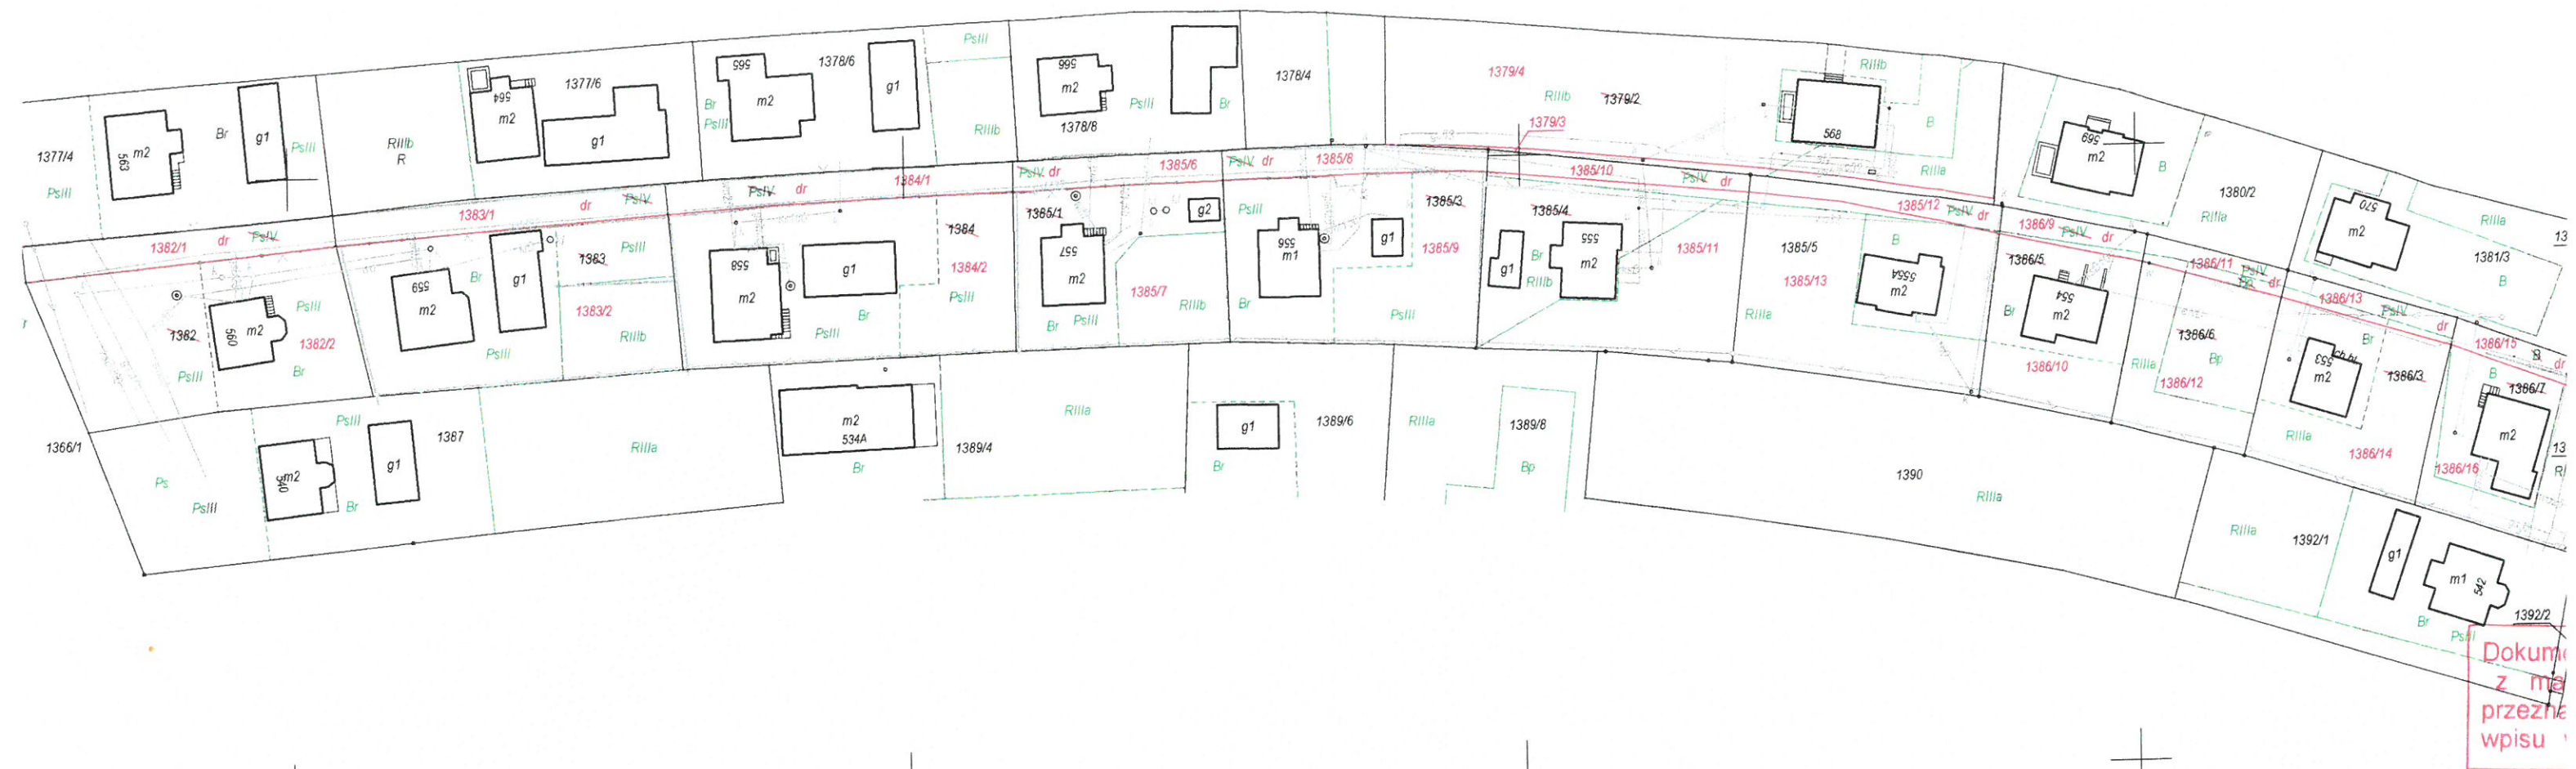 1377/4
PsIII
563
m2
Br
g1
PsIII
RIIIb
R
564
m2
1377/6
g1
565
m2
1378/6
g1
Br
PsIII
PsIII
RIIIb
566
m2
1378/8
PsIII
Br
1378/4
1379/4
RIIIb
1379/2
1379/3
568
RIIIb
B
RIIIa
569
m2
B
1380/2
RIIIa
570
m2
RIIIa
1381/3
B
13
1382/1
dr
PsIV
1383/1
dr
PsIV
PsIV
dr
1384/1
PsIV
dr
1385/6
PsIV
dr
1385/8
1385/10
PsIV
dr
1385/12
PsIV
dr
1386/9
PsIV
dr
1386/11
PsIV
Bp
dr
1386/13
PsIV
dr
1386/15
B
dr
1382
PsIII
560
m2
PsIII
1382/2
Br
559
m2
Br
g1
PsIII
1383
PsIII
1383/2
RIIIb
558
m2
g1
PsIII
Br
1384
1384/2
PsIII
1385/1
557
m2
Br
PsIII
g2
1385/7
RIIIb
PsIII
556
m1
g1
Br
PsIII
1385/3
1385/9
1385/4
g1
Br
RIIIb
555
m2
1385/11
1385/5
1385/13
RIIIa
B
555A
m2
1386/5
Br
554
m2
1386/10
RIIIa
1386/6
Bp
1386/12
Br
553
m2
1386/3
RIIIa
1386/14
B
1386/7
m2
1386/16
13
1366/1
Ps
PsIII
540
m2
PsIII
Br
g1
1387
RIIIa
m2
534A
Br
1389/4
RIIIa
g1
Br
1389/6
RIIIa
1389/8
Bp
1390
RIIIa
RIIIa
1392/1
g1
m1
542
Br
PsIII
1392/2
Dokum
z ma
przezna
wpisu